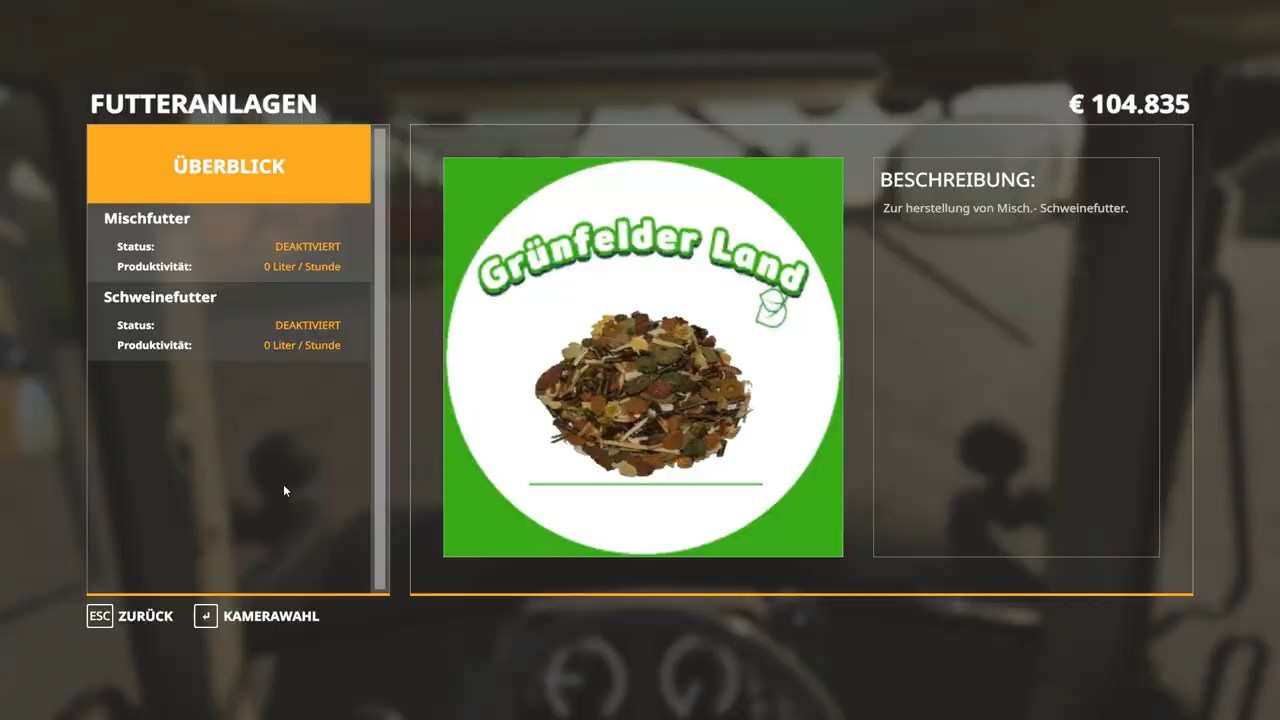 FUTTERANLAGEN
€ 104.835
ÜBERBLICK
Mischfutter
Status: DEAKTIVIERT
Produktivität: 0 Liter / Stunde
Schweinefutter
Status: DEAKTIVIERT
Produktivität: 0 Liter / Stunde
Grünfelder Land
BESCHREIBUNG:
Zur herstellung von Misch.- Schweinefutter.
ESC ZURÜCK ↵ KAMERAWAHL